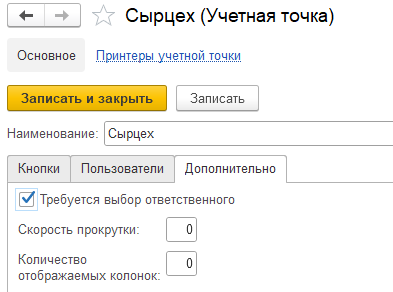 Сырцех (Учетная точка)
Основное Принтеры учетной точки
Записать и закрыть Записать
Наименование: Сырцех
Кнопки Пользователи Дополнительно
Требуется выбор ответственного
Скорость прокрутки: 0
Количество
отображаемых колонок: 0